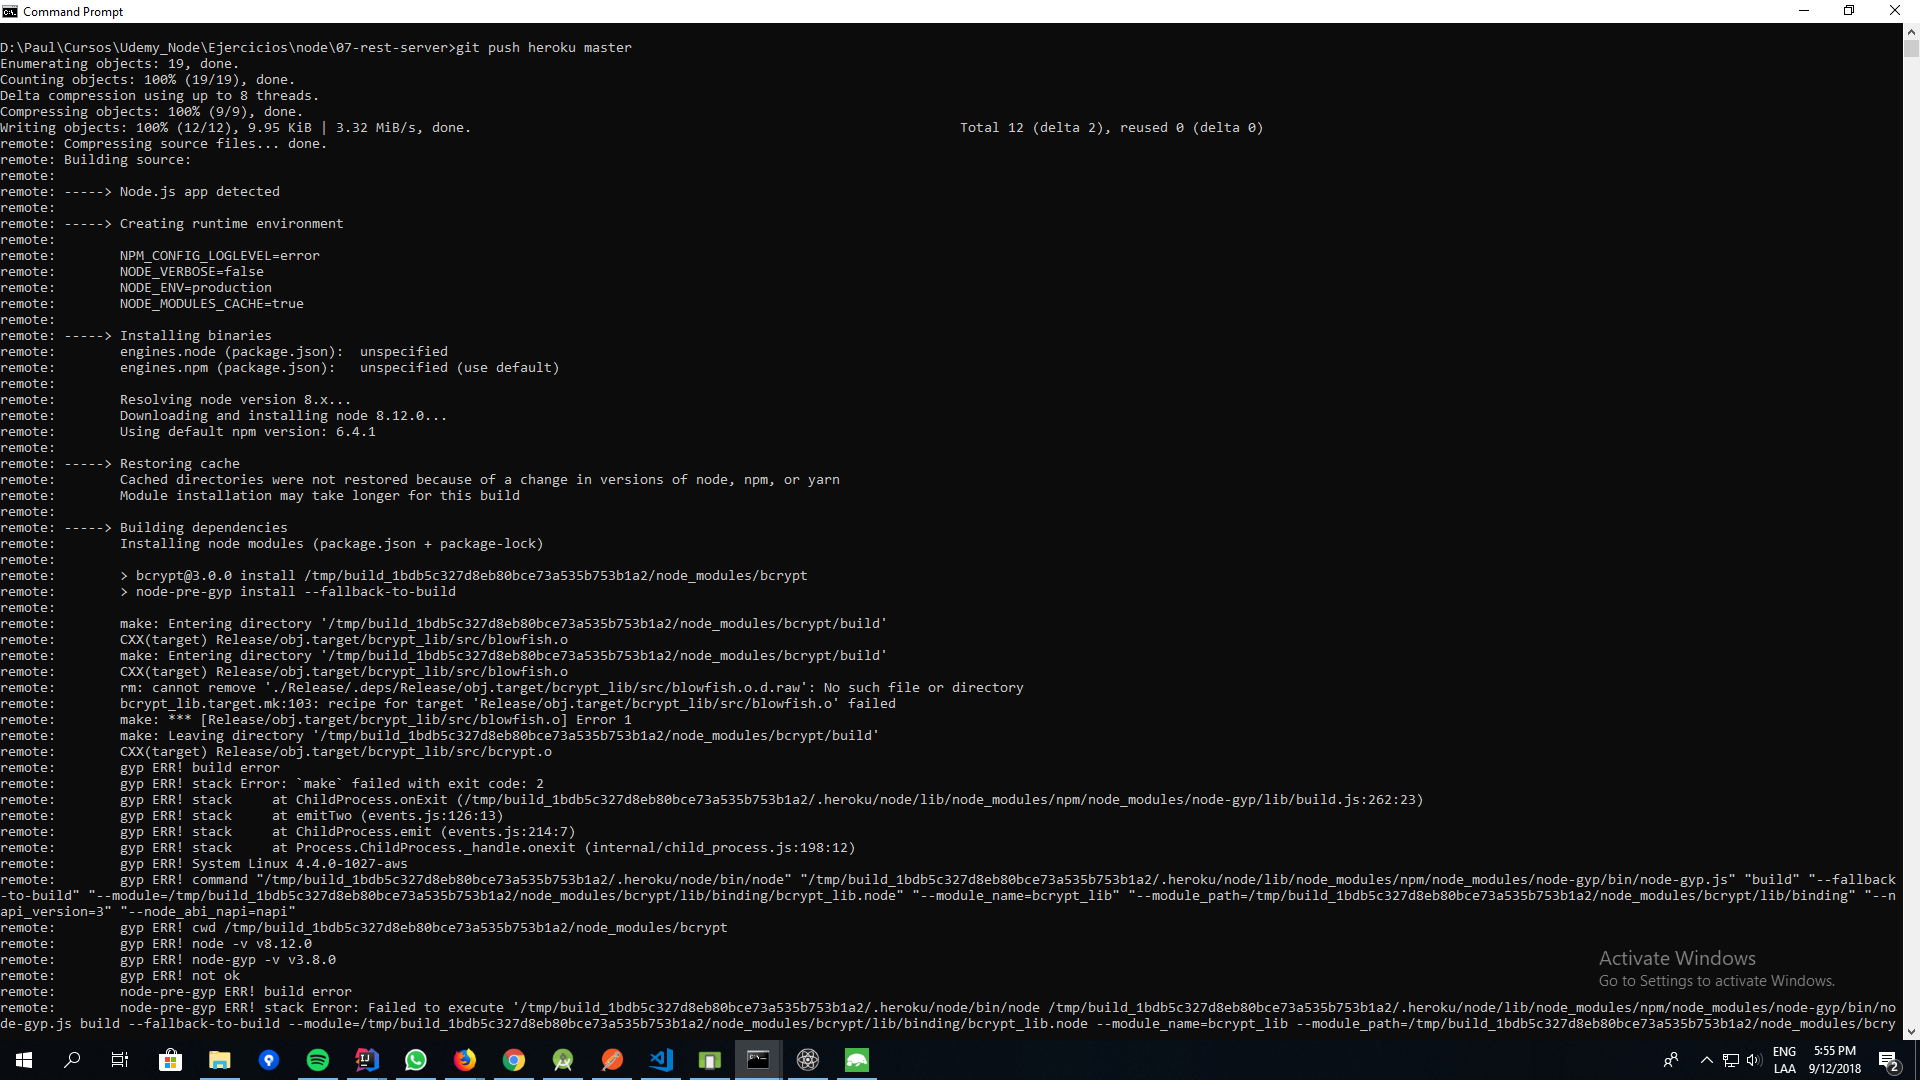 Command Prompt
D:\Paul\Cursos\Udemy_Node\Ejercicios\node\07-rest-server>git push heroku master
Enumerating objects: 19, done.
Counting objects: 100% (19/19), done.
Delta compression using up to 8 threads.
Compressing objects: 100% (9/9), done.
Writing objects: 100% (12/12), 9.95 KiB | 3.32 MiB/s, done. Total 12 (delta 2), reused 0 (delta 0)
remote: Compressing source files... done.
remote: Building source:
remote:
remote: -----> Node.js app detected
remote:
remote: -----> Creating runtime environment
remote:
remote:        NPM_CONFIG_LOGLEVEL=error
remote:        NODE_VERBOSE=false
remote:        NODE_ENV=production
remote:        NODE_MODULES_CACHE=true
remote:
remote: -----> Installing binaries
remote:        engines.node (package.json):  unspecified
remote:        engines.npm (package.json):   unspecified (use default)
remote:
remote:        Resolving node version 8.x...
remote:        Downloading and installing node 8.12.0...
remote:        Using default npm version: 6.4.1
remote:
remote: -----> Restoring cache
remote:        Cached directories were not restored because of a change in versions of node, npm, or yarn
remote:        Module installation may take longer for this build
remote:
remote: -----> Building dependencies
remote:        Installing node modules (package.json + package-lock)
remote:
remote:        > bcrypt@3.0.0 install /tmp/build_1bdb5c327d8eb80bce73a535b753b1a2/node_modules/bcrypt
remote:        > node-pre-gyp install --fallback-to-build
remote:
remote:        make: Entering directory '/tmp/build_1bdb5c327d8eb80bce73a535b753b1a2/node_modules/bcrypt/build'
remote:        CXX(target) Release/obj.target/bcrypt_lib/src/blowfish.o
remote:        make: Entering directory '/tmp/build_1bdb5c327d8eb80bce73a535b753b1a2/node_modules/bcrypt/build'
remote:        CXX(target) Release/obj.target/bcrypt_lib/src/blowfish.o
remote:        rm: cannot remove './Release/.deps/Release/obj.target/bcrypt_lib/src/blowfish.o.d.raw': No such file or directory
remote:        bcrypt_lib.target.mk:103: recipe for target 'Release/obj.target/bcrypt_lib/src/blowfish.o' failed
remote:        make: *** [Release/obj.target/bcrypt_lib/src/blowfish.o] Error 1
remote:        make: Leaving directory '/tmp/build_1bdb5c327d8eb80bce73a535b753b1a2/node_modules/bcrypt/build'
remote:        CXX(target) Release/obj.target/bcrypt_lib/src/bcrypt.o
remote:        gyp ERR! build error
remote:        gyp ERR! stack Error: `make` failed with exit code: 2
remote:        gyp ERR! stack     at ChildProcess.onExit (/tmp/build_1bdb5c327d8eb80bce73a535b753b1a2/.heroku/node/lib/node_modules/npm/node_modules/node-gyp/lib/build.js:262:23)
remote:        gyp ERR! stack     at emitTwo (events.js:126:13)
remote:        gyp ERR! stack     at ChildProcess.emit (events.js:214:7)
remote:        gyp ERR! stack     at Process.ChildProcess._handle.onexit (internal/child_process.js:198:12)
remote:        gyp ERR! System Linux 4.4.0-1027-aws
remote:        gyp ERR! command "/tmp/build_1bdb5c327d8eb80bce73a535b753b1a2/.heroku/node/bin/node" "/tmp/build_1bdb5c327d8eb80bce73a535b753b1a2/.heroku/node/lib/node_modules/npm/node_modules/node-gyp/bin/node-gyp.js" "build" "--fallback
-to-build" "--module=/tmp/build_1bdb5c327d8eb80bce73a535b753b1a2/node_modules/bcrypt/lib/binding/bcrypt_lib.node" "--module_name=bcrypt_lib" "--module_path=/tmp/build_1bdb5c327d8eb80bce73a535b753b1a2/node_modules/bcrypt/lib/binding" "--n
api_version=3" "--node_abi_napi=napi"
remote:        gyp ERR! cwd /tmp/build_1bdb5c327d8eb80bce73a535b753b1a2/node_modules/bcrypt
remote:        gyp ERR! node -v v8.12.0
remote:        gyp ERR! node-gyp -v v3.8.0
remote:        gyp ERR! not ok
remote:        node-pre-gyp ERR! build error
remote:        node-pre-gyp ERR! stack Error: Failed to execute '/tmp/build_1bdb5c327d8eb80bce73a535b753b1a2/.heroku/node/bin/node /tmp/build_1bdb5c327d8eb80bce73a535b753b1a2/.heroku/node/lib/node_modules/npm/node_modules/node-gyp/bin/no
de-gyp.js build --fallback-to-build --module=/tmp/build_1bdb5c327d8eb80bce73a535b753b1a2/node_modules/bcrypt/lib/binding/bcrypt_lib.node --module_name=bcrypt_lib --module_path=/tmp/build_1bdb5c327d8eb80bce73a535b753b1a2/node_modules/bcry
Activate Windows
Go to Settings to activate Windows.
ENG
LAA
5:55 PM
9/12/2018
2